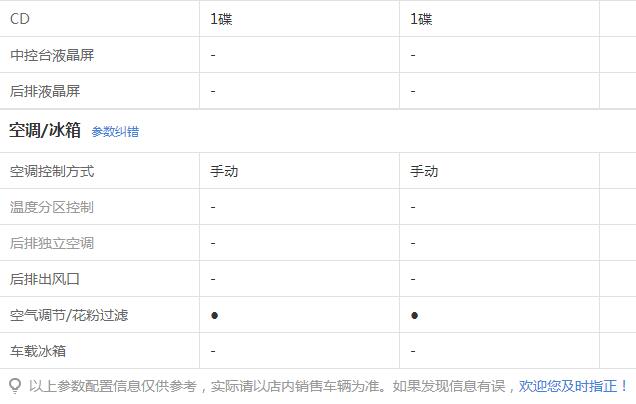 CD 1碟 1碟
中控台液晶屏 - -
后排液晶屏 - -
空调/冰箱 参数纠错
空调控制方式 手动 手动
温度分区控制 - -
后排独立空调 - -
后排出风口 - -
空气调节/花粉过滤 ● ●
车载冰箱 - -
以上参数配置信息仅供参考，实际请以店内销售车辆为准。如果发现信息有误，欢迎您及时指正！